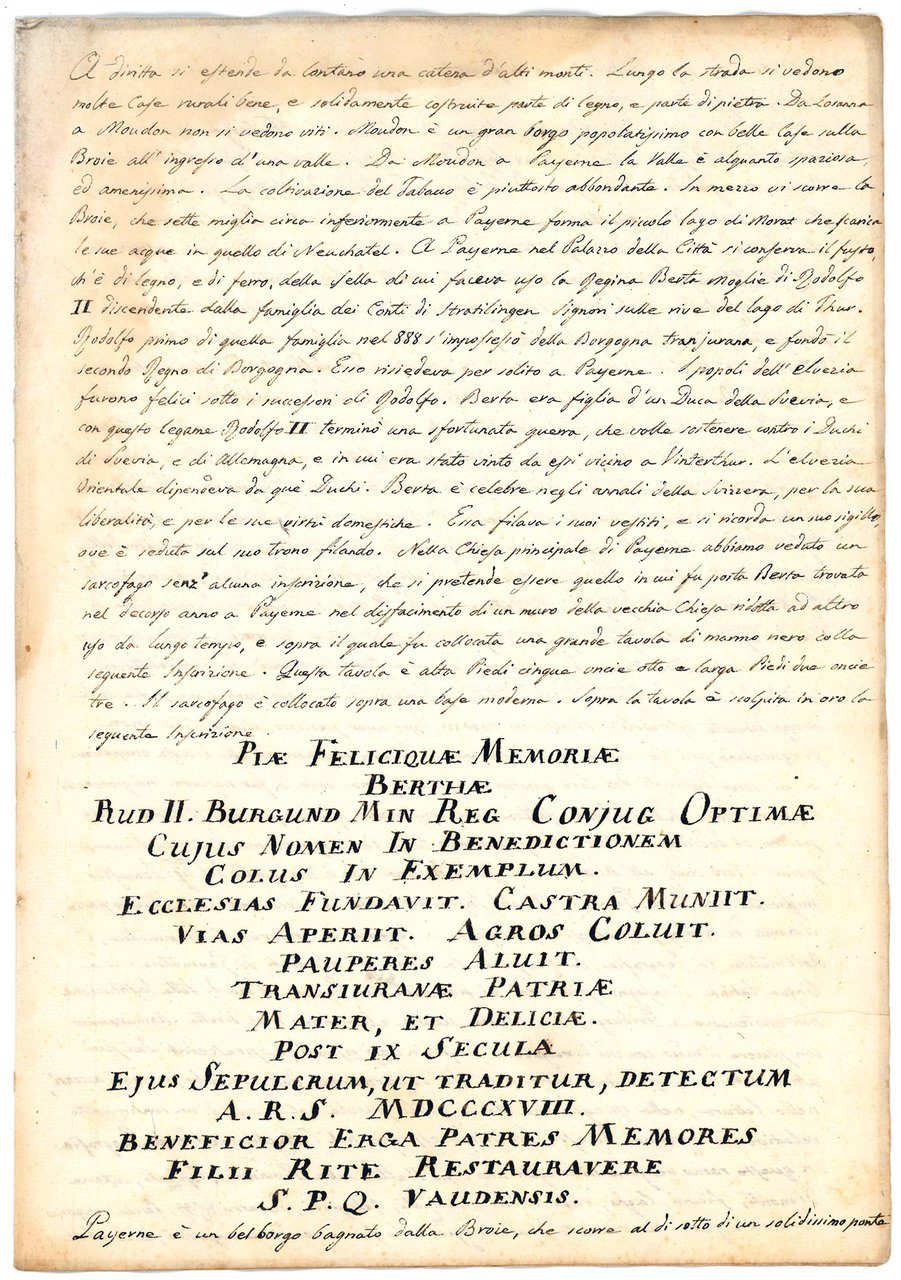 A diritta si estende da lontano una catena d'alti monti. Lungo la strada si vedono
molte Case rurali bene, e solidamente costruite parte di legno, e parte di pietra. Da Losanna
a Moudon non si vedono viti. Moudon è un gran borgo popolatissimo con belle Case sulla
Broie all'ingresso d'una valle. Da Moudon a Payerne la Valle è alquanto spaziosa,
ed amenissima. La coltivazione del Tabacco è piuttosto abbondante. In mezzo vi scorre la
Broie, che sette miglia circa inferiormente a Payerne forma il piccolo lago di Morat che scarica
le sue acque in quello di Neuchatel. A Payerne nel Palazzo della Città si conserva il fusto,
ch'è di legno, e di ferro, della sella di cui faceva uso la Regina Berta Moglie di Rodolfo
II discendente dalla famiglia dei Conti di Stratlingen Signori sulle rive del lago di Thur.
Rodolfo primo di quella famiglia nel 888 s'impossessò della Borgogna transjurana, e fondò il
secondo Regno di Borgogna. Esso risiedeva per solito a Payerne. I popoli dell'elvezia
furono felici sotto i successori di Rodolfo. Berta era figlia d'un Duca della Svevia, e
con questo legame Rodolfo II terminò una sfortunata guerra, che volle sostenere contro i Duchi
di Svevia, e di Allemagna, e in cui era stato vinto da essi vicino a Vinterthur. L'elvezia
Orientale dipendeva da què Duchi. Berta è celebre negli annali della Svizzera, per la sua
liberalità, e per le sue virtù domestiche. Essa filava i suoi vestiti, e si ricorda un suo sigillo,
ove è seduta sul suo trono filando. Nella Chiesa principale di Payerne abbiamo veduto un
sarcofago senz'alcuna inscrizione, che si pretende essere quello in cui fu posta Berta trovata
nel decorso anno a Payerne nel disfacimento di un muro della vecchia Chiesa ridotta ad altro
uso da lungo tempo, e sopra il quale fu collocata una grande tavola di marmo nero colla
seguente Inscrizione. Questa tavola è alta Piedi cinque oncie otto e larga Piedi due oncie
tre. Il sarcofago è collocato sopra una base moderna. Sopra la tavola è scolpita in oro la
seguente Inscrizione.
PIÆ FELICIQUÆ MEMORIÆ
BERTHÆ
RUD II. BURGUND MIN REG CONJUG OPTIMÆ
CUJUS NOMEN IN BENEDICTIONEM
COLUS IN EXEMPLUM.
ECCLESIAS FUNDAVIT. CASTRA MUNIIT.
VIAS APERIIT. AGROS COLUIT.
PAUPERES ALUIT.
TRANSIURANÆ PATRIÆ
MATER, ET DELICIÆ.
POST IX SECULA
EJUS SEPULCRUM, UT TRADITUR, DETECTUM
A. R. S. MDCCCXVIII.
BENEFICIOR ERGA PATRES MEMORES
FILII RITE RESTAURAVERE
S. P. Q. VAUDENSIS.
Payerne è un bel borgo bagnato dalla Broie, che scorre al di sotto di un solidissimo ponte